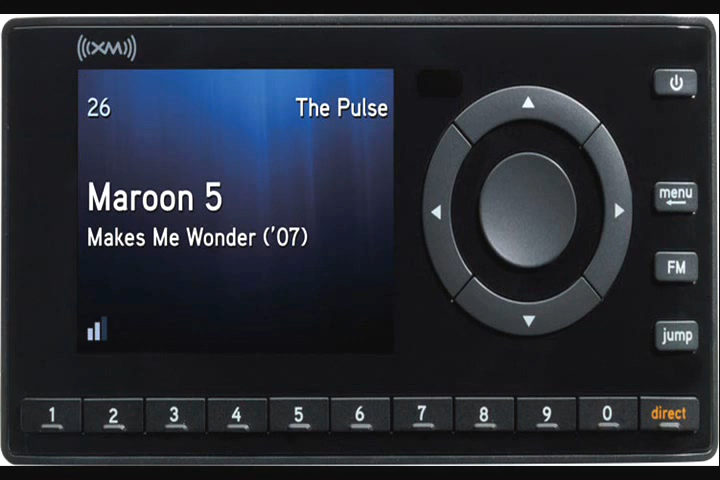 XM
26 The Pulse
Maroon 5
Makes Me Wonder ('07)
menu
FM
jump
1 2 3 4 5 6 7 8 9 0 direct